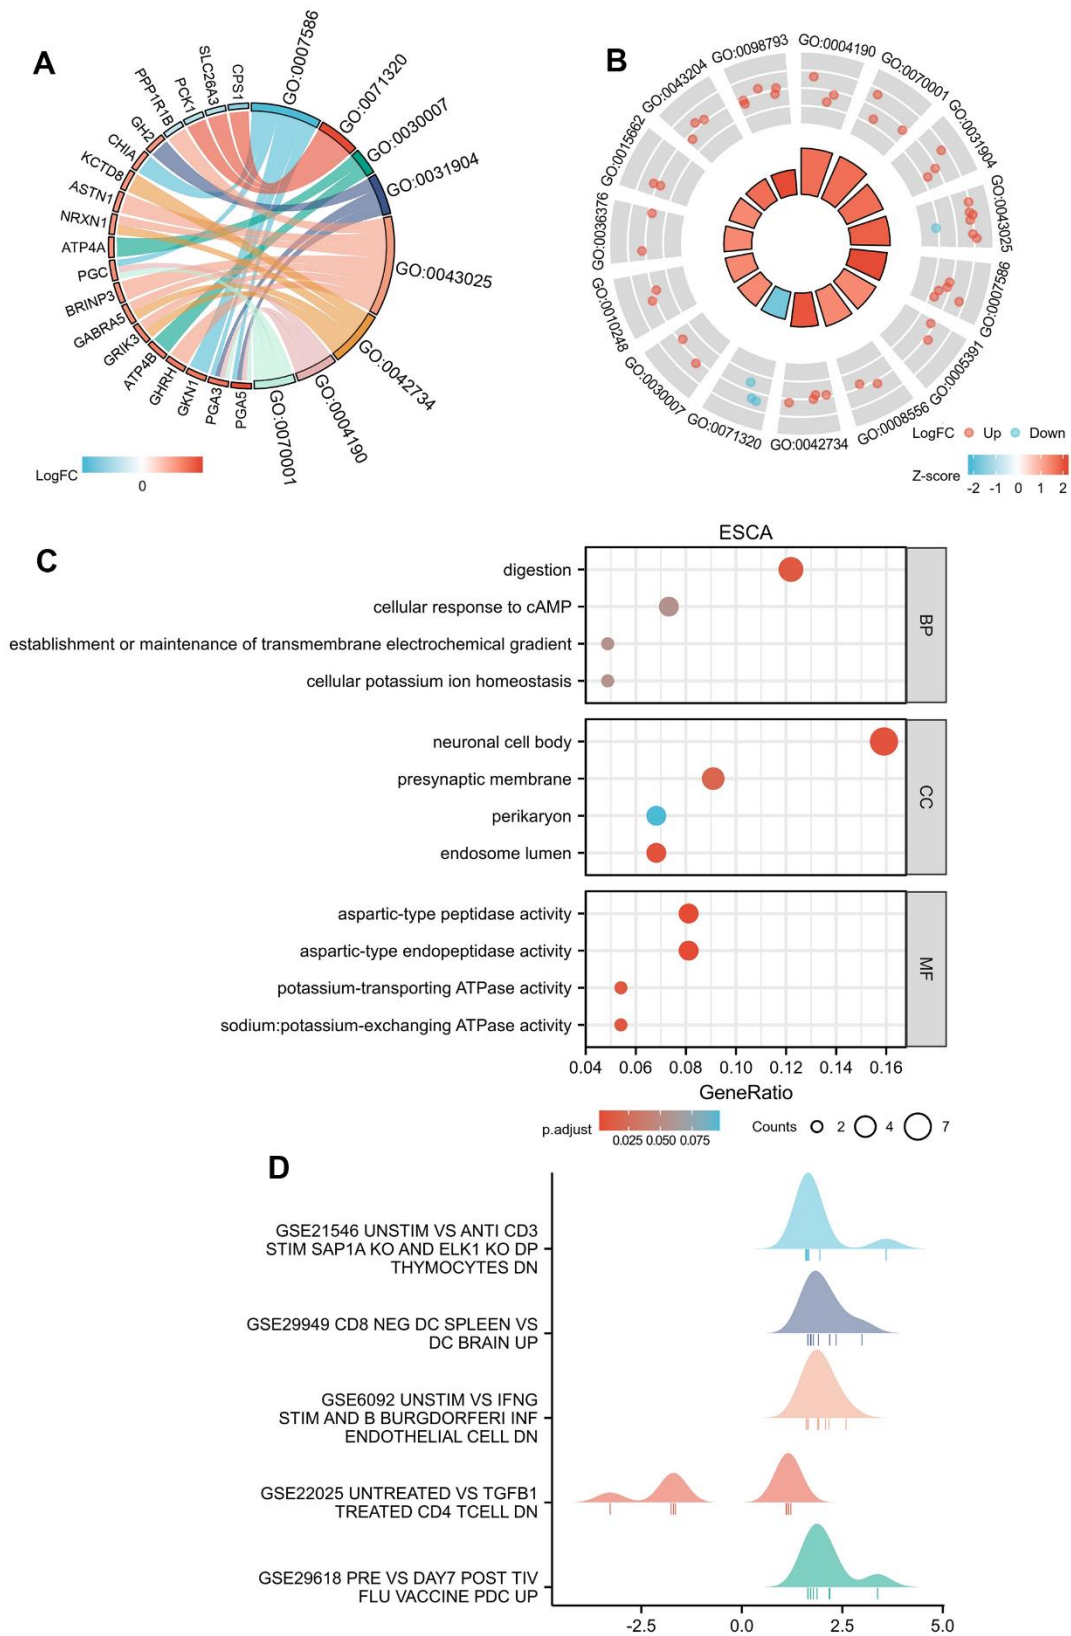 A
CPS1
SLC26A3
PCK1
PPP1R1B
GH2
CHIA
KCTD8
ASTN1
NRXN1
ATP4A
PGC
BRINP3
GABRA5
GRIK3
ATP4B
GHRH
GKN1
PGA3
PGA5
GO:0007586
GO:0071320
GO:0030007
GO:0031904
GO:0043025
GO:0042734
GO:0004190
GO:0070001
LogFC
0
B
GO:0004190
GO:0070001
GO:0031904
GO:0043025
GO:0007586
GO:0005391
GO:0008556
GO:0042734
GO:0071320
GO:0030007
GO:0010248
GO:0036376
GO:0015662
GO:0043204
GO:0098793
LogFC Up Down
Z-score
-2 -1 0 1 2
C
ESCA
digestion
cellular response to cAMP
establishment or maintenance of transmembrane electrochemical gradient
cellular potassium ion homeostasis
BP
neuronal cell body
presynaptic membrane
perikaryon
endosome lumen
CC
aspartic-type peptidase activity
aspartic-type endopeptidase activity
potassium-transporting ATPase activity
sodium:potassium-exchanging ATPase activity
MF
0.04 0.06 0.08 0.10 0.12 0.14 0.16
GeneRatio
p.adjust
0.025 0.050 0.075
Counts 2 4 7
D
GSE21546 UNSTIM VS ANTI CD3
STIM SAP1A KO AND ELK1 KO DP
THYMOCYTES DN
GSE29949 CD8 NEG DC SPLEEN VS
DC BRAIN UP
GSE6092 UNSTIM VS IFNG
STIM AND B BURGDORFERI INF
ENDOTHELIAL CELL DN
GSE22025 UNTREATED VS TGFB1
TREATED CD4 TCELL DN
GSE29618 PRE VS DAY7 POST TIV
FLU VACCINE PDC UP
-2.5 0.0 2.5 5.0